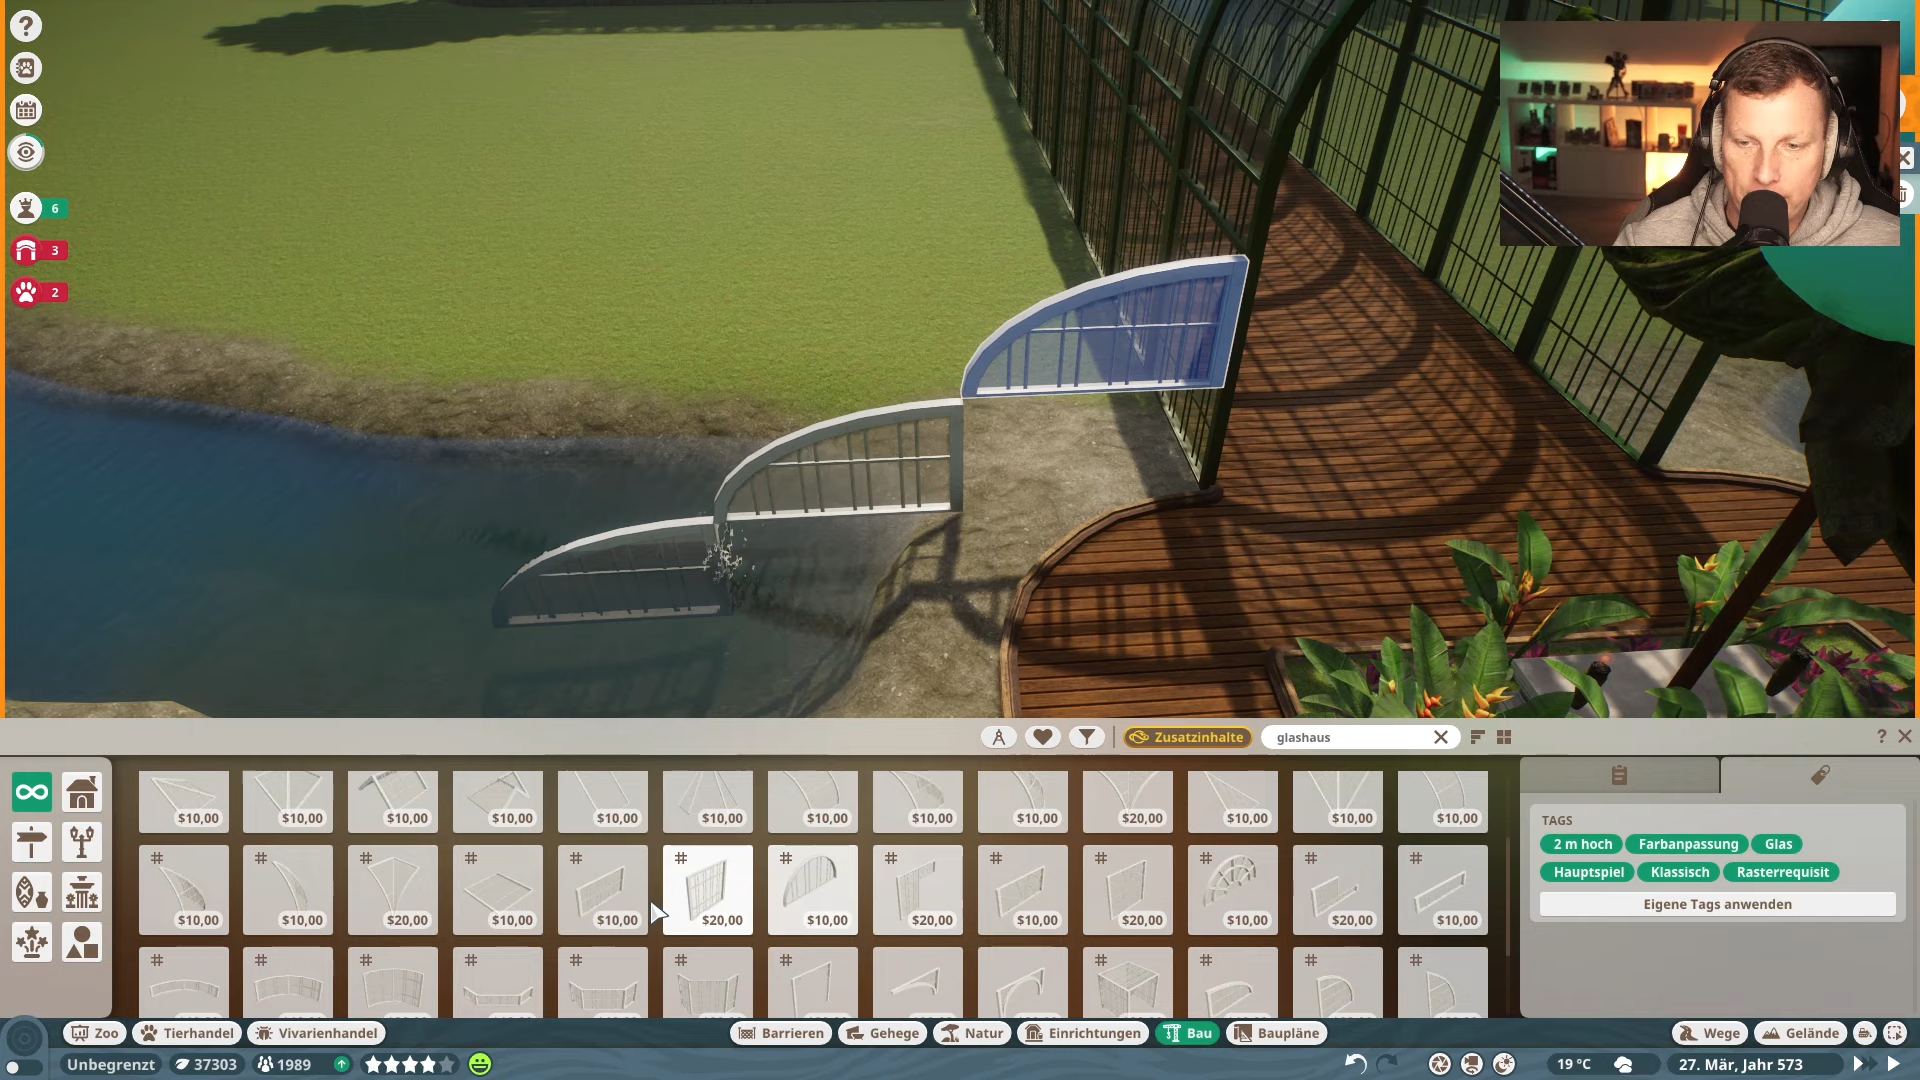 ?
6
3
2
Zusatzinhalte
glashaus
?
$10,00 $10,00 $10,00 $10,00 $10,00 $10,00 $10,00 $10,00 $10,00 $20,00 $10,00 $10,00 $10,00
# # # # # # # # # #
$10,00 $10,00 $20,00 $10,00 $10,00 $20,00 $10,00 $20,00 $10,00 $20,00 $10,00 $20,00 $10,00
TAGS
2 m hoch Farbanpassung Glas
Hauptspiel Klassisch Rasterrequisit
Eigene Tags anwenden
Zoo Tierhandel Vivarienhandel Barrieren Gehege Natur Einrichtungen Bau Baupläne Wege Gelände
Unbegrenzt 37303 1989 19 °C 27. Mär, Jahr 573